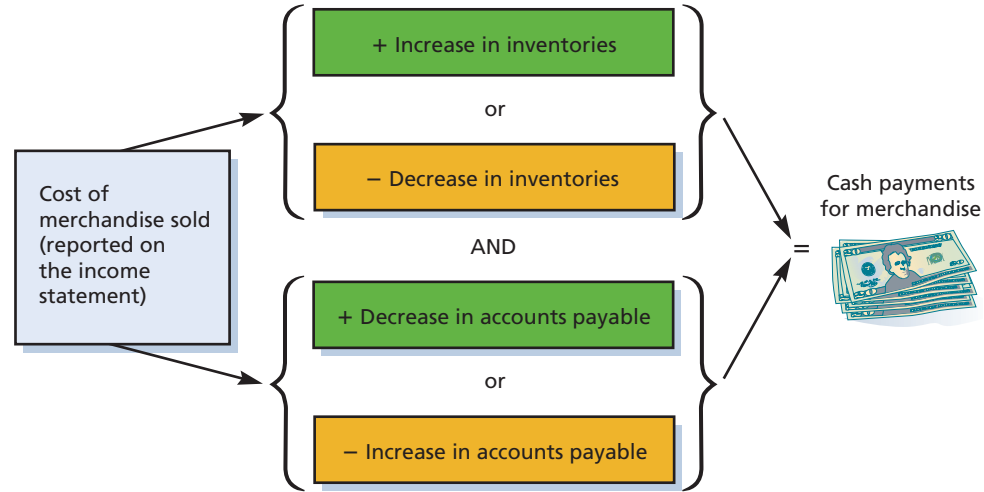 + Increase in inventories
or
− Decrease in inventories
Cost of
merchandise sold
(reported on
the income
statement)
AND
=
Cash payments
for merchandise
+ Decrease in accounts payable
or
− Increase in accounts payable